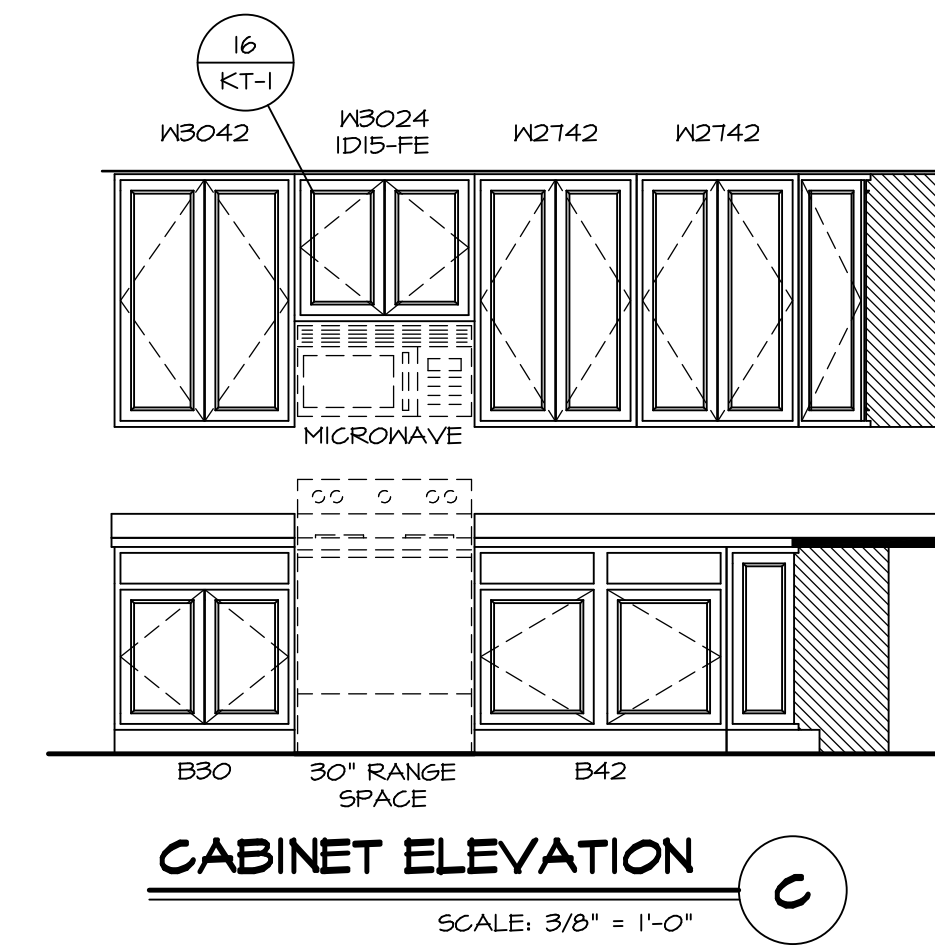 16
KT-1
W3042
W3024
1D15-FE
W2742
W2742
MICROWAVE
B30
30" RANGE
SPACE
B42
CABINET ELEVATION
C
SCALE: 3/8" = 1'-0"